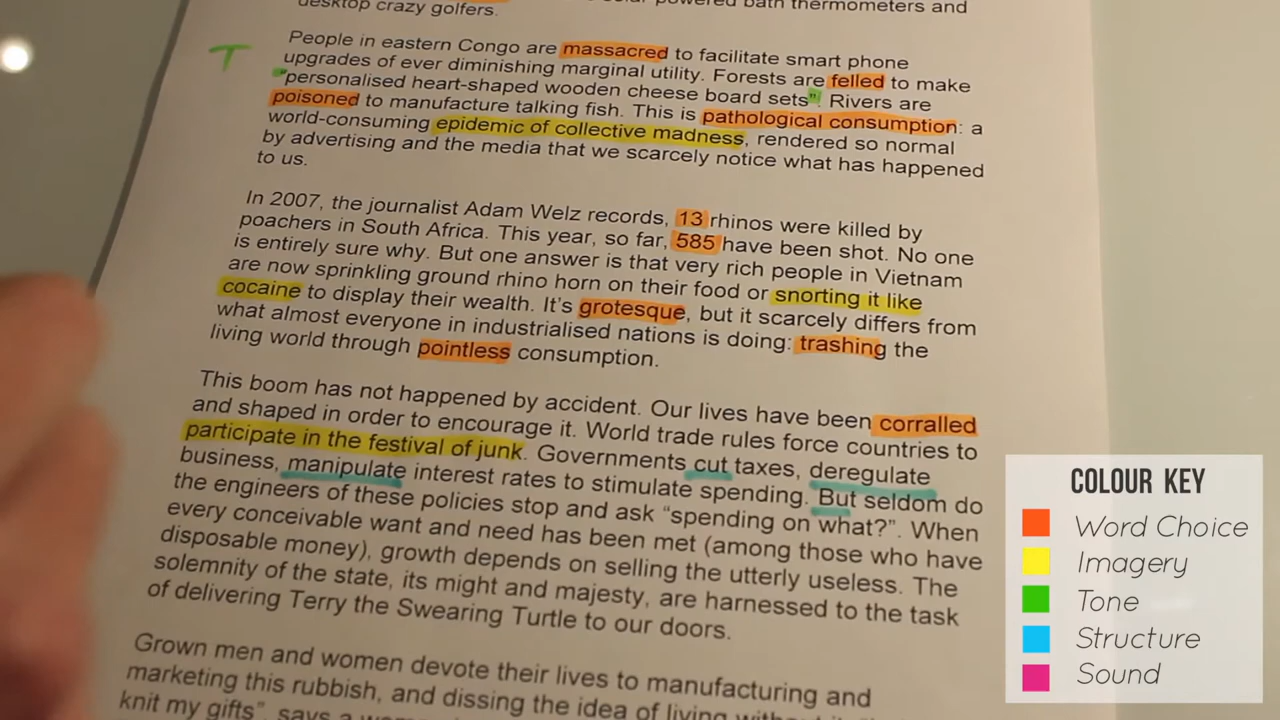 powered bath thermometers and
desktop crazy golfers.
T
People in eastern Congo are massacred to facilitate smart phone
upgrades of ever diminishing marginal utility. Forests are felled to make
"personalised heart-shaped wooden cheese board sets". Rivers are
poisoned to manufacture talking fish. This is pathological consumption: a
world-consuming epidemic of collective madness, rendered so normal
by advertising and the media that we scarcely notice what has happened
to us.
In 2007, the journalist Adam Welz records, 13 rhinos were killed by
poachers in South Africa. This year, so far, 585 have been shot. No one
is entirely sure why. But one answer is that very rich people in Vietnam
are now sprinkling ground rhino horn on their food or snorting it like
cocaine to display their wealth. It's grotesque, but it scarcely differs from
what almost everyone in industrialised nations is doing: trashing the
living world through pointless consumption.
This boom has not happened by accident. Our lives have been corralled
and shaped in order to encourage it. World trade rules force countries to
participate in the festival of junk. Governments cut taxes, deregulate
business, manipulate interest rates to stimulate spending. But seldom do
the engineers of these policies stop and ask “spending on what?”. When
every conceivable want and need has been met (among those who have
disposable money), growth depends on selling the utterly useless. The
solemnity of the state, its might and majesty, are harnessed to the task
of delivering Terry the Swearing Turtle to our doors.
Grown men and women devote their lives to manufacturing and
marketing this rubbish, and dissing the idea of living without it.
knit my gifts”, says a
COLOUR KEY
Word Choice
Imagery
Tone
Structure
Sound